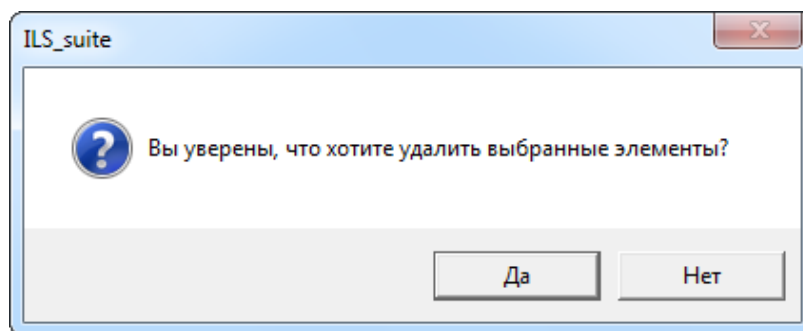 ILS_suite
Вы уверены, что хотите удалить выбранные элементы?
Да
Нет